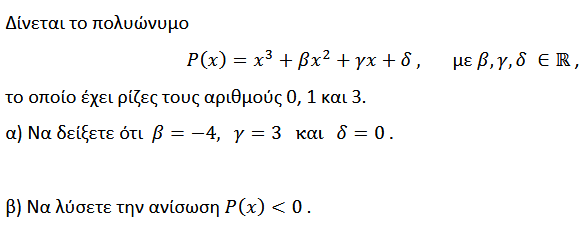 Δίνεται το πολυώνυμο
P(x) = x³ + βx² + γx + δ ,    με β, γ, δ ∈ ℝ ,
το οποίο έχει ρίζες τους αριθμούς 0, 1 και 3.
α) Να δείξετε ότι β = −4, γ = 3 και δ = 0 .
β) Να λύσετε την ανίσωση P(x) < 0 .